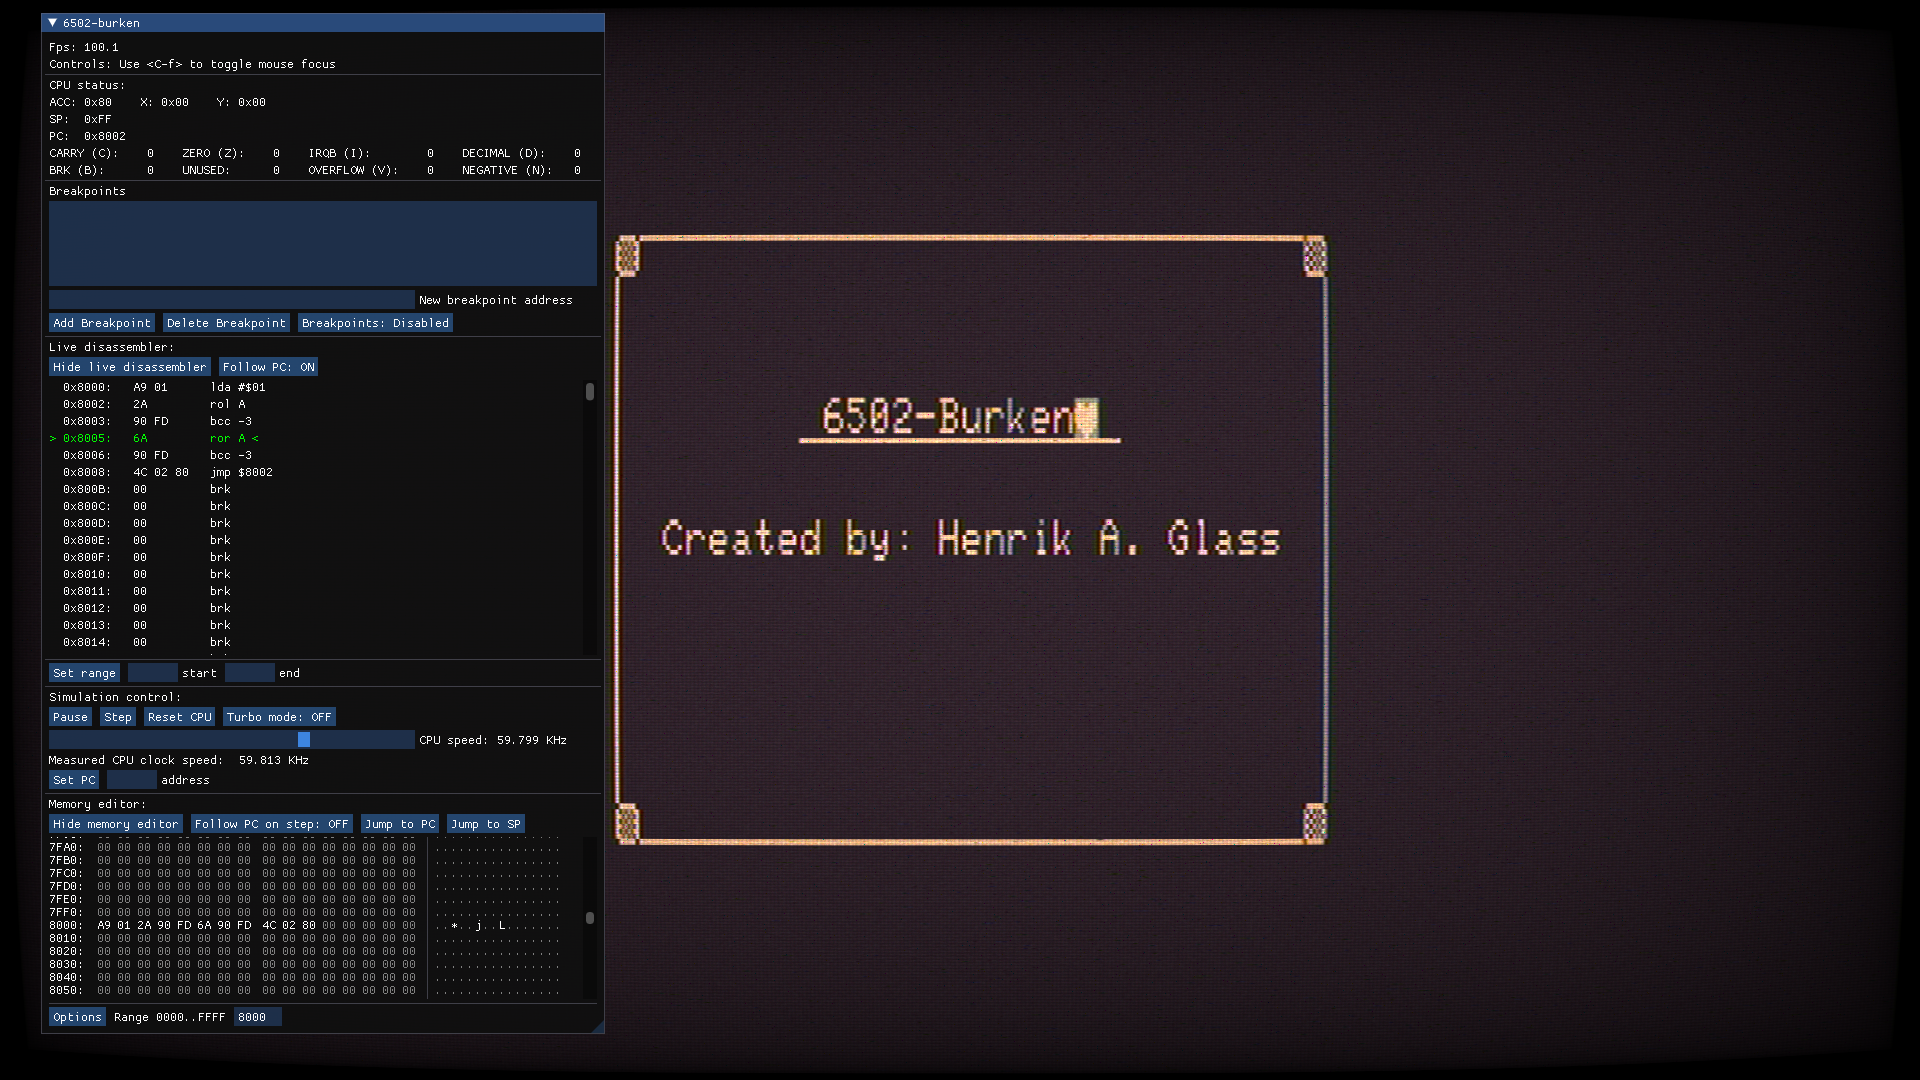 6502-burken
Fps: 100.1
Controls: Use <C-f> to toggle mouse focus
CPU status:
ACC: 0x80 X: 0x00 Y: 0x00
SP: 0xFF
PC: 0x8002
CARRY (C): 0 ZERO (Z): 0 IRQB (I): 0 DECIMAL (D): 0
BRK (B): 0 UNUSED: 0 OVERFLOW (V): 0 NEGATIVE (N): 0
Breakpoints
New breakpoint address
Add Breakpoint Delete Breakpoint Breakpoints: Disabled
Live disassembler:
Hide live disassembler Follow PC: ON
0x8000: A9 01 lda #$01
0x8002: 2A rol A
0x8003: 90 FD bcc -3
> 0x8005: 6A ror A <
0x8006: 90 FD bcc -3
0x8008: 4C 02 80 jmp $8002
0x800B: 00 brk
0x800C: 00 brk
0x800D: 00 brk
0x800E: 00 brk
0x800F: 00 brk
0x8010: 00 brk
0x8011: 00 brk
0x8012: 00 brk
0x8013: 00 brk
0x8014: 00 brk
Set range start end
Simulation control:
Pause Step Reset CPU Turbo mode: OFF
CPU speed: 59.799 KHz
Measured CPU clock speed: 59.813 KHz
Set PC address
Memory editor:
Hide memory editor Follow PC on step: OFF Jump to PC Jump to SP
7FA0: 00 00 00 00 00 00 00 00 00 00 00 00 00 00 00 00 ................
7FB0: 00 00 00 00 00 00 00 00 00 00 00 00 00 00 00 00 ................
7FC0: 00 00 00 00 00 00 00 00 00 00 00 00 00 00 00 00 ................
7FD0: 00 00 00 00 00 00 00 00 00 00 00 00 00 00 00 00 ................
7FE0: 00 00 00 00 00 00 00 00 00 00 00 00 00 00 00 00 ................
7FF0: 00 00 00 00 00 00 00 00 00 00 00 00 00 00 00 00 ................
8000: A9 01 2A 90 FD 6A 90 FD 4C 02 80 00 00 00 00 00 ..*..j..L.......
8010: 00 00 00 00 00 00 00 00 00 00 00 00 00 00 00 00 ................
8020: 00 00 00 00 00 00 00 00 00 00 00 00 00 00 00 00 ................
8030: 00 00 00 00 00 00 00 00 00 00 00 00 00 00 00 00 ................
8040: 00 00 00 00 00 00 00 00 00 00 00 00 00 00 00 00 ................
8050: 00 00 00 00 00 00 00 00 00 00 00 00 00 00 00 00 ................
Options Range 0000..FFFF 8000
6502-Burken♥
Created by: Henrik A. Glass